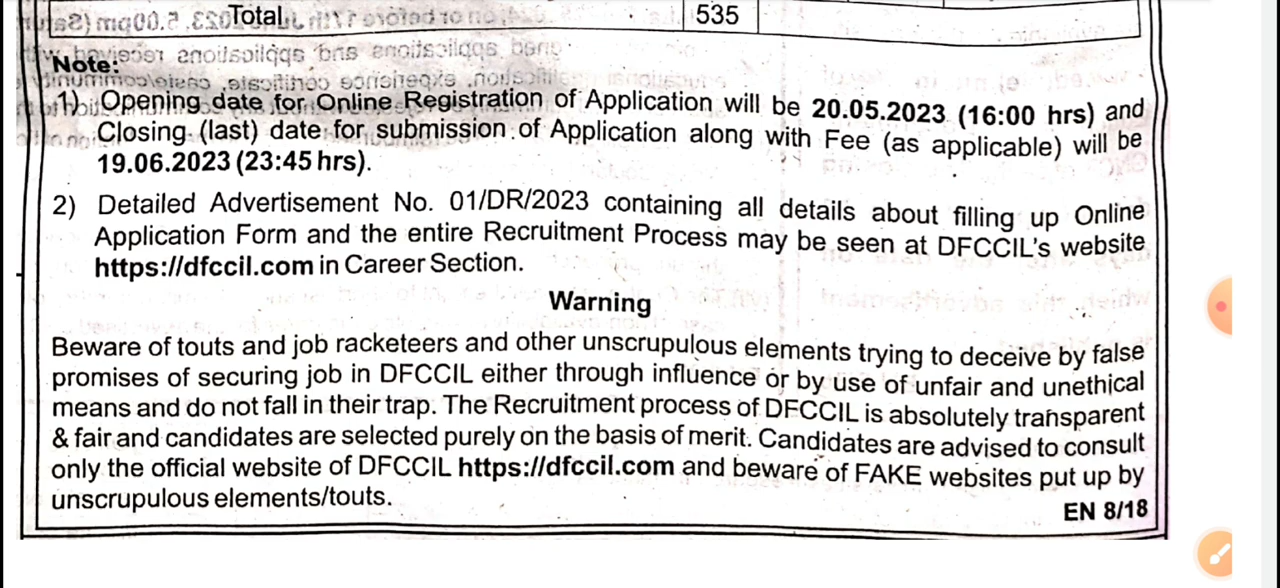 Total 535
Note:
1) Opening date for Online Registration of Application will be 20.05.2023 (16:00 hrs) and
Closing (last) date for submission of Application along with Fee (as applicable) will be
19.06.2023 (23:45 hrs).
2) Detailed Advertisement No. 01/DR/2023 containing all details about filling up Online
Application Form and the entire Recruitment Process may be seen at DFCCIL's website
https://dfccil.com in Career Section.
Warning
Beware of touts and job racketeers and other unscrupulous elements trying to deceive by false
promises of securing job in DFCCIL either through influence or by use of unfair and unethical
means and do not fall in their trap. The Recruitment process of DFCCIL is absolutely transparent
& fair and candidates are selected purely on the basis of merit. Candidates are advised to consult
only the official website of DFCCIL https://dfccil.com and beware of FAKE websites put up by
unscrupulous elements/touts.
EN 8/18